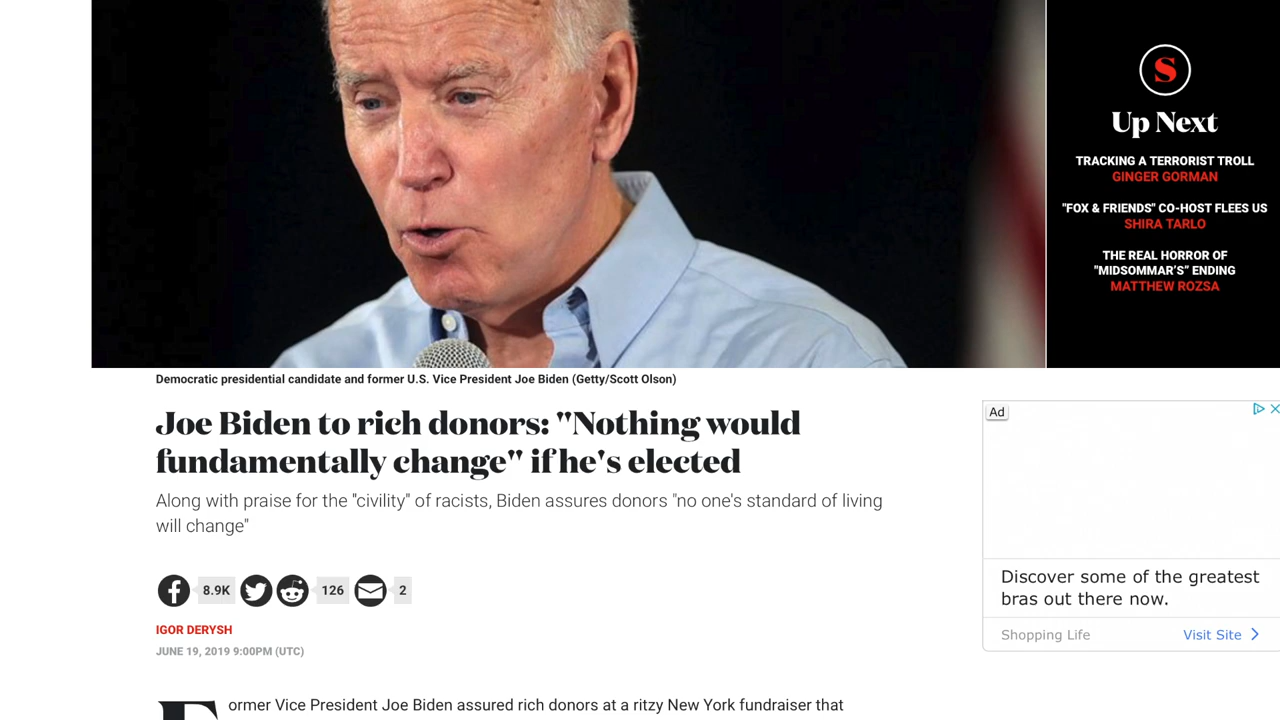 S
Up Next
TRACKING A TERRORIST TROLL
GINGER GORMAN
"FOX & FRIENDS" CO-HOST FLEES US
SHIRA TARLO
THE REAL HORROR OF
"MIDSOMMAR’S" ENDING
MATTHEW ROZSA
Democratic presidential candidate and former U.S. Vice President Joe Biden (Getty/Scott Olson)
Joe Biden to rich donors: "Nothing would
fundamentally change" if he's elected
Along with praise for the "civility" of racists, Biden assures donors "no one's standard of living
will change"
8.9K 126 2
IGOR DERYSH
JUNE 19, 2019 9:00PM (UTC)
Former Vice President Joe Biden assured rich donors at a ritzy New York fundraiser that
Ad
Discover some of the greatest
bras out there now.
Shopping Life Visit Site